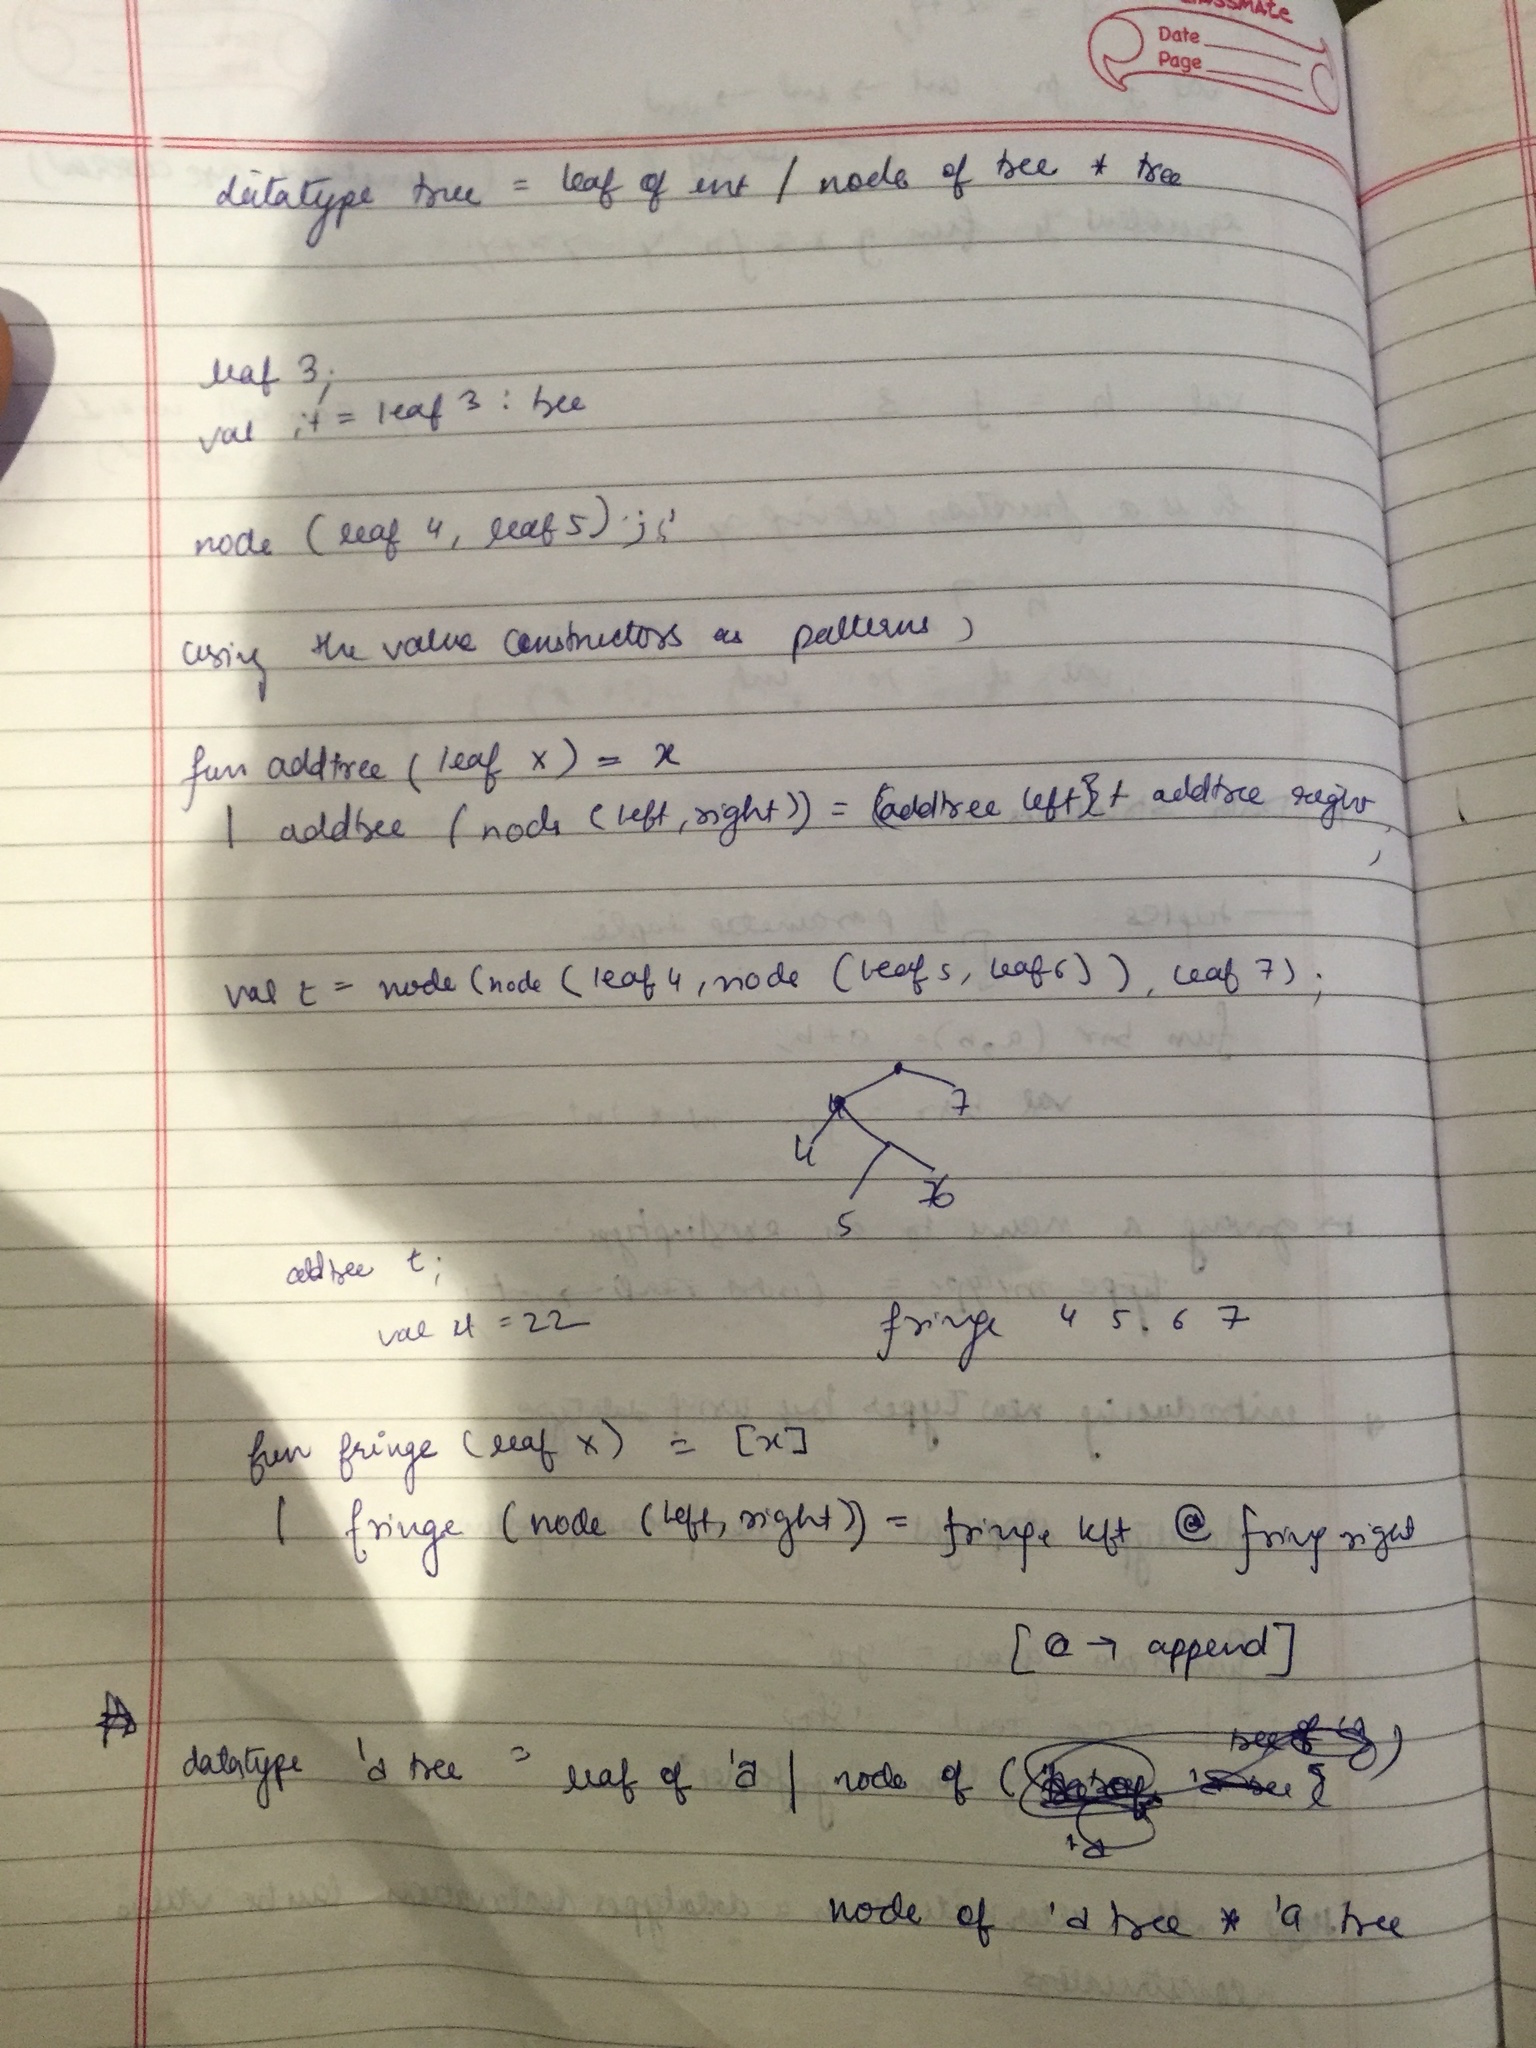 classmate
Date
Page
datatype tree = leaf of int / node of tree * tree
leaf 3;
val it = leaf 3 : tree
node (leaf 4, leaf 5);
using the value constructors as patterns,
fun addtree (leaf x) = x
| addtree (node (left, right)) = (addtree left) + addtree right,
val t = node (node (leaf 4, node (leaf 5, leaf 6)), leaf 7);
7
4
6
5
addtree t;
val it = 22
fringe 4 5 . 6 7
fun fringe (leaf x) = [x]
| fringe (node (left, right)) = fringe left @ fring right
[@ → append]
datatype 'a tree = leaf of 'a | node of (
'a
node of 'a tree * 'a tree